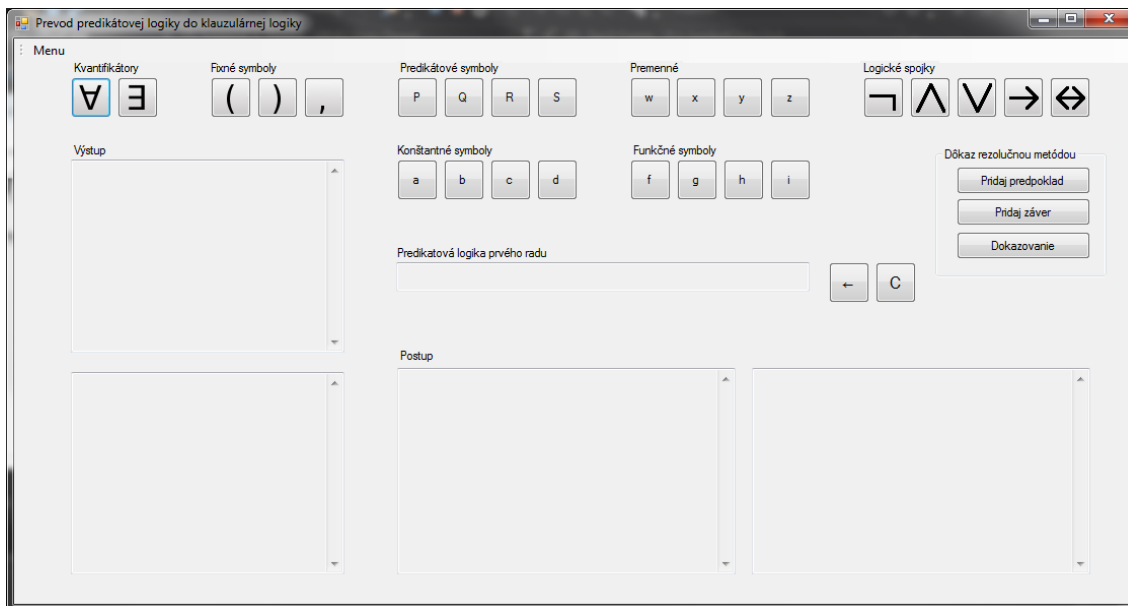 Prevod predikátovej logiky do klauzulárnej logiky
Menu
Kvantifikátory Fixné symboly Predikátové symboly Premenné Logické spojky
∀ ∃ ( ) , P Q R S w x y z ¬ ∧ ∨ → ↔
Výstup Konštantné symboly Funkčné symboly Dôkaz rezolučnou metódou
a b c d f g h i Pridaj predpoklad
Pridaj záver
Dokazovanie
Predikatová logika prvého radu
← C
Postup